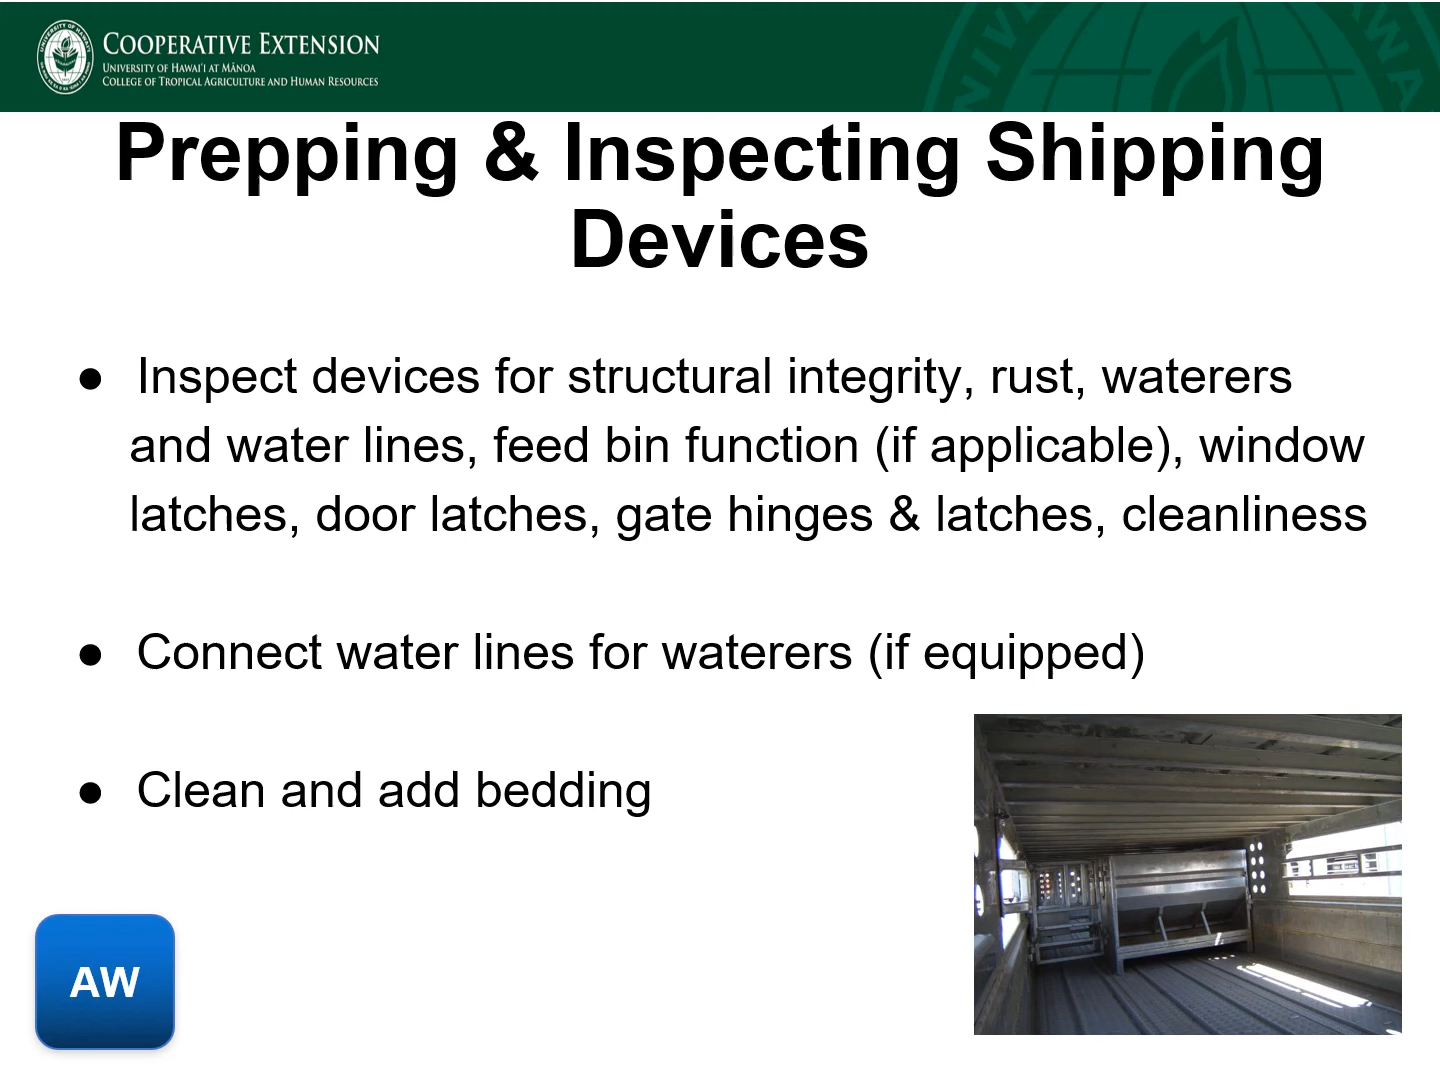 COOPERATIVE EXTENSION
UNIVERSITY OF HAWAI'I AT MĀNOA
COLLEGE OF TROPICAL AGRICULTURE AND HUMAN RESOURCES
Prepping & Inspecting Shipping
Devices
● Inspect devices for structural integrity, rust, waterers
and water lines, feed bin function (if applicable), window
latches, door latches, gate hinges & latches, cleanliness
● Connect water lines for waterers (if equipped)
● Clean and add bedding
AW